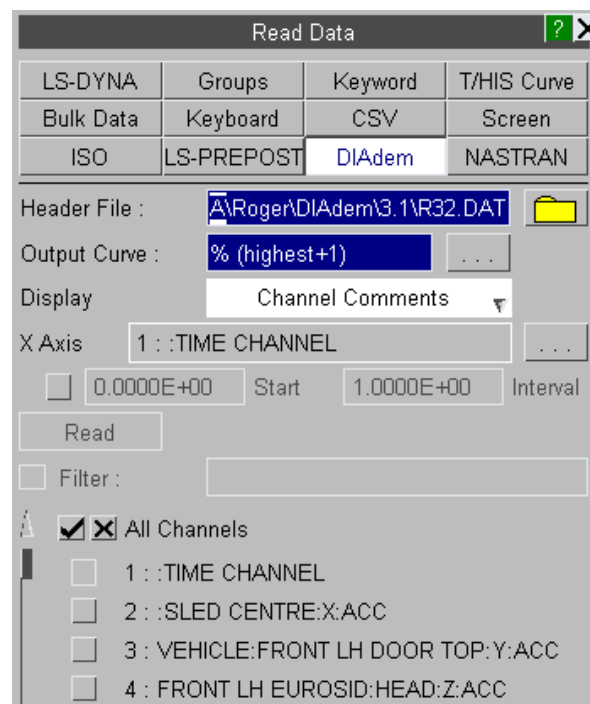 Read Data ? X
LS-DYNA Groups Keyword T/HIS Curve
Bulk Data Keyboard CSV Screen
ISO LS-PREPOST DIAdem NASTRAN
Header File : A\Roger\DIAdem\3.1\R32.DAT
Output Curve : % (highest+1) ...
Display Channel Comments
X Axis 1 : :TIME CHANNEL ...
0.0000E+00 Start 1.0000E+00 Interval
Read
Filter :
All Channels
1 : :TIME CHANNEL
2 : :SLED CENTRE:X:ACC
3 : VEHICLE:FRONT LH DOOR TOP:Y:ACC
4 : FRONT LH EUROSID:HEAD:Z:ACC